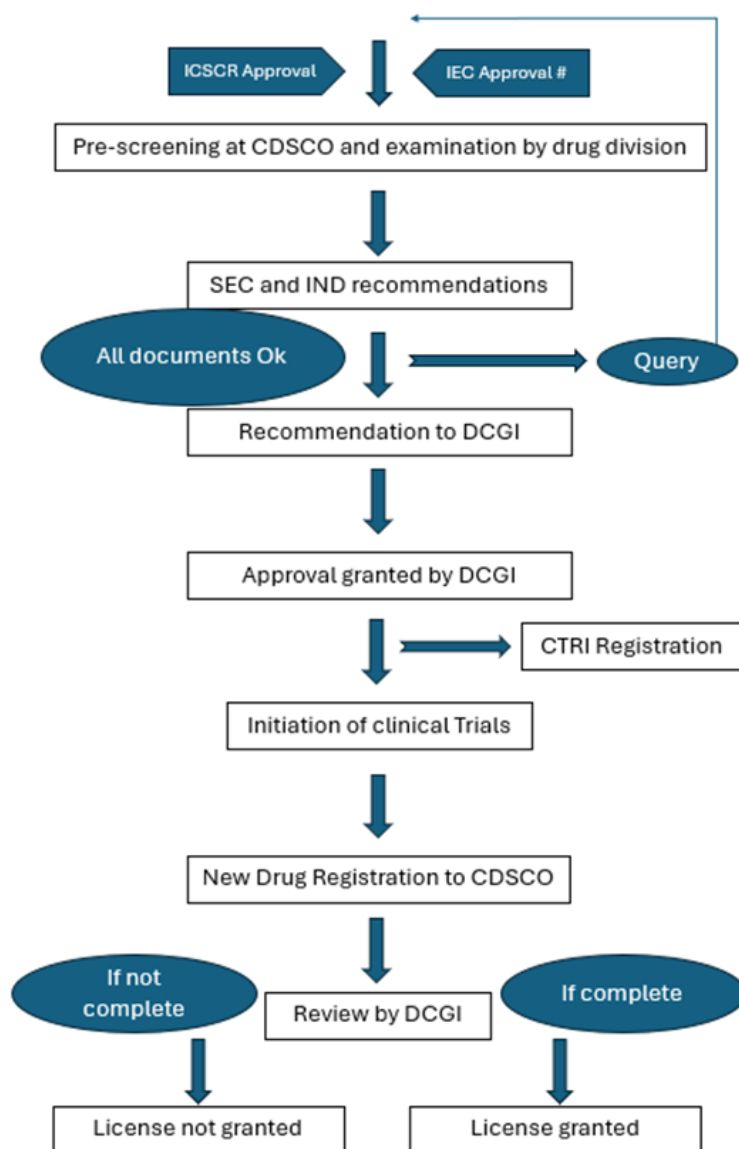 ICSCR Approval
IEC Approval #
Pre-screening at CDSCO and examination by drug division
SEC and IND recommendations
All documents Ok
Query
Recommendation to DCGI
Approval granted by DCGI
CTRI Registration
Initiation of clinical Trials
New Drug Registration to CDSCO
If not
complete
If complete
Review by DCGI
License not granted
License granted